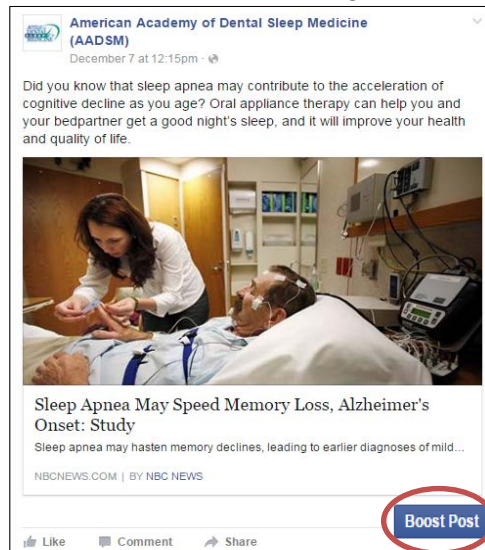 American Academy of Dental Sleep Medicine
(AADSM)
December 7 at 12:15pm ·
Did you know that sleep apnea may contribute to the acceleration of
cognitive decline as you age? Oral appliance therapy can help you and
your bedpartner get a good night's sleep, and it will improve your health
and quality of life.
Sleep Apnea May Speed Memory Loss, Alzheimer's
Onset: Study
Sleep apnea may hasten memory declines, leading to earlier diagnoses of mild...
NBCNEWS.COM | BY NBC NEWS
Boost Post
Like Comment Share